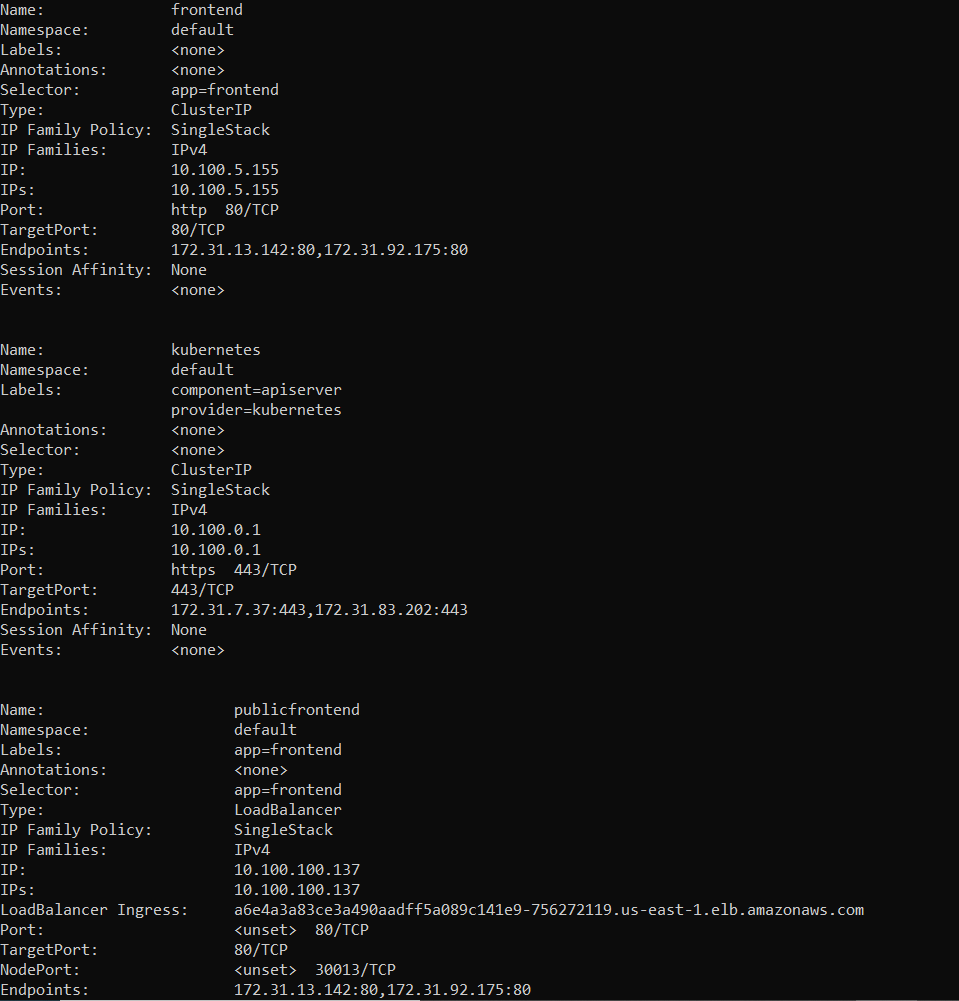 Name:              frontend
Namespace:         default
Labels:            <none>
Annotations:       <none>
Selector:          app=frontend
Type:              ClusterIP
IP Family Policy:  SingleStack
IP Families:       IPv4
IP:                10.100.5.155
IPs:               10.100.5.155
Port:              http  80/TCP
TargetPort:        80/TCP
Endpoints:         172.31.13.142:80,172.31.92.175:80
Session Affinity:  None
Events:            <none>
Name:              kubernetes
Namespace:         default
Labels:            component=apiserver
                   provider=kubernetes
Annotations:       <none>
Selector:          <none>
Type:              ClusterIP
IP Family Policy:  SingleStack
IP Families:       IPv4
IP:                10.100.0.1
IPs:               10.100.0.1
Port:              https  443/TCP
TargetPort:        443/TCP
Endpoints:         172.31.7.37:443,172.31.83.202:443
Session Affinity:  None
Events:            <none>
Name:                     publicfrontend
Namespace:                default
Labels:                   app=frontend
Annotations:              <none>
Selector:                 app=frontend
Type:                     LoadBalancer
IP Family Policy:         SingleStack
IP Families:              IPv4
IP:                       10.100.100.137
IPs:                      10.100.100.137
LoadBalancer Ingress:     a6e4a3a83ce3a490aadff5a089c141e9-756272119.us-east-1.elb.amazonaws.com
Port:                     <unset>  80/TCP
TargetPort:               80/TCP
NodePort:                 <unset>  30013/TCP
Endpoints:                172.31.13.142:80,172.31.92.175:80